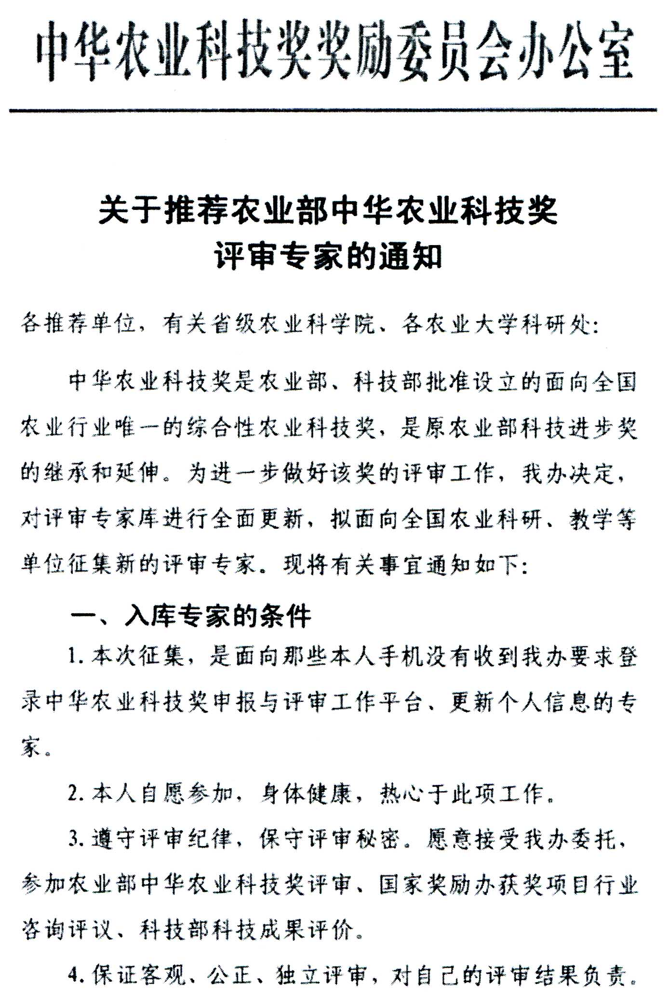 中华农业科技奖奖励委员会办公室
关于推荐农业部中华农业科技奖
评审专家的通知
各推荐单位，有关省级农业科学院、各农业大学科研处：
中华农业科技奖是农业部、科技部批准设立的面向全国
农业行业唯一的综合性农业科技奖，是原农业部科技进步奖
的继承和延伸。为进一步做好该奖的评审工作，我办决定，
对评审专家库进行全面更新，拟面向全国农业科研、教学等
单位征集新的评审专家。现将有关事宜通知如下：
一、入库专家的条件
1.本次征集，是面向那些本人手机没有收到我办要求登
录中华农业科技奖申报与评审工作平台、更新个人信息的专
家。
2.本人自愿参加，身体健康，热心于此项工作。
3.遵守评审纪律，保守评审秘密。愿意接受我办委托，
参加农业部中华农业科技奖评审、国家奖励办获奖项目行业
咨询评议、科技部科技成果评价。
4.保证客观、公正、独立评审，对自己的评审结果负责。